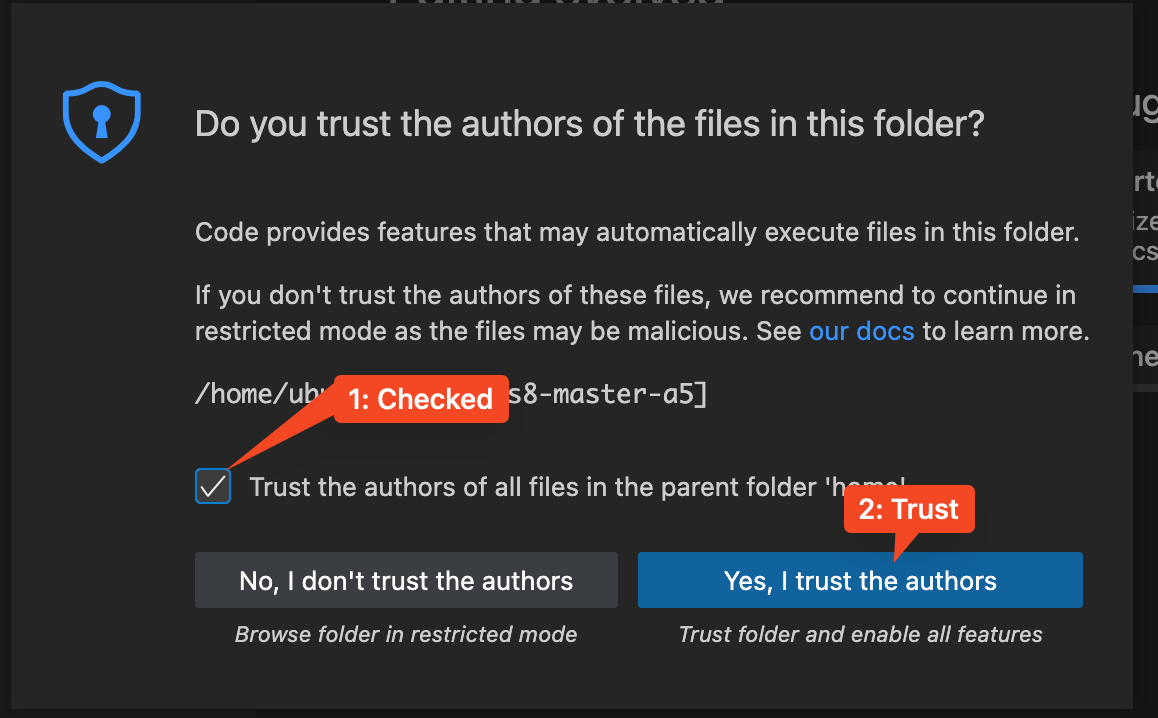 Do you trust the authors of the files in this folder?
Code provides features that may automatically execute files in this folder.
If you don't trust the authors of these files, we recommend to continue in
restricted mode as the files may be malicious. See our docs to learn more.
/home/ubu
s8-master-a5]
1: Checked
Trust the authors of all files in the parent folder 'home'
2: Trust
No, I don't trust the authors
Yes, I trust the authors
Browse folder in restricted mode
Trust folder and enable all features